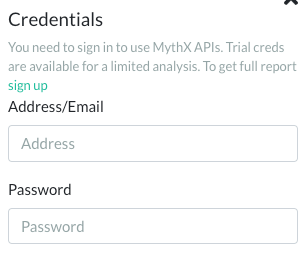 Credentials
You need to sign in to use MythX APIs. Trial creds
are available for a limited analysis. To get full report
sign up
Address/Email
Address
Password
Password